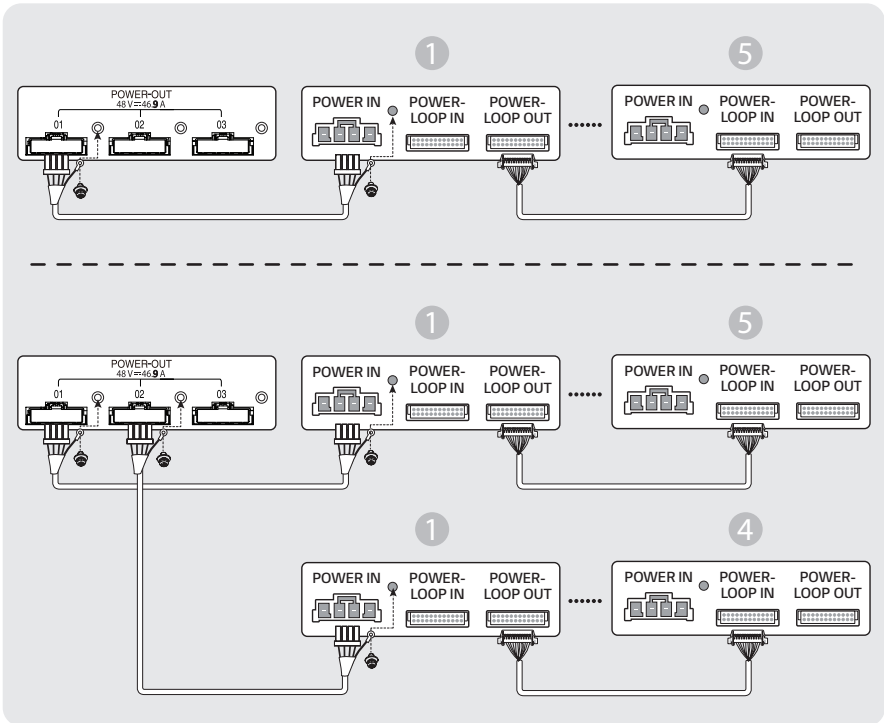 1
5
POWER-OUT
48 V⎓46.9 A
01 02 03
POWER IN
POWER-
LOOP IN
POWER-
LOOP OUT
POWER IN
POWER-
LOOP IN
POWER-
LOOP OUT
1
5
POWER-OUT
48 V⎓46.9 A
01 02 03
POWER IN
POWER-
LOOP IN
POWER-
LOOP OUT
POWER IN
POWER-
LOOP IN
POWER-
LOOP OUT
1
4
POWER IN
POWER-
LOOP IN
POWER-
LOOP OUT
POWER IN
POWER-
LOOP IN
POWER-
LOOP OUT